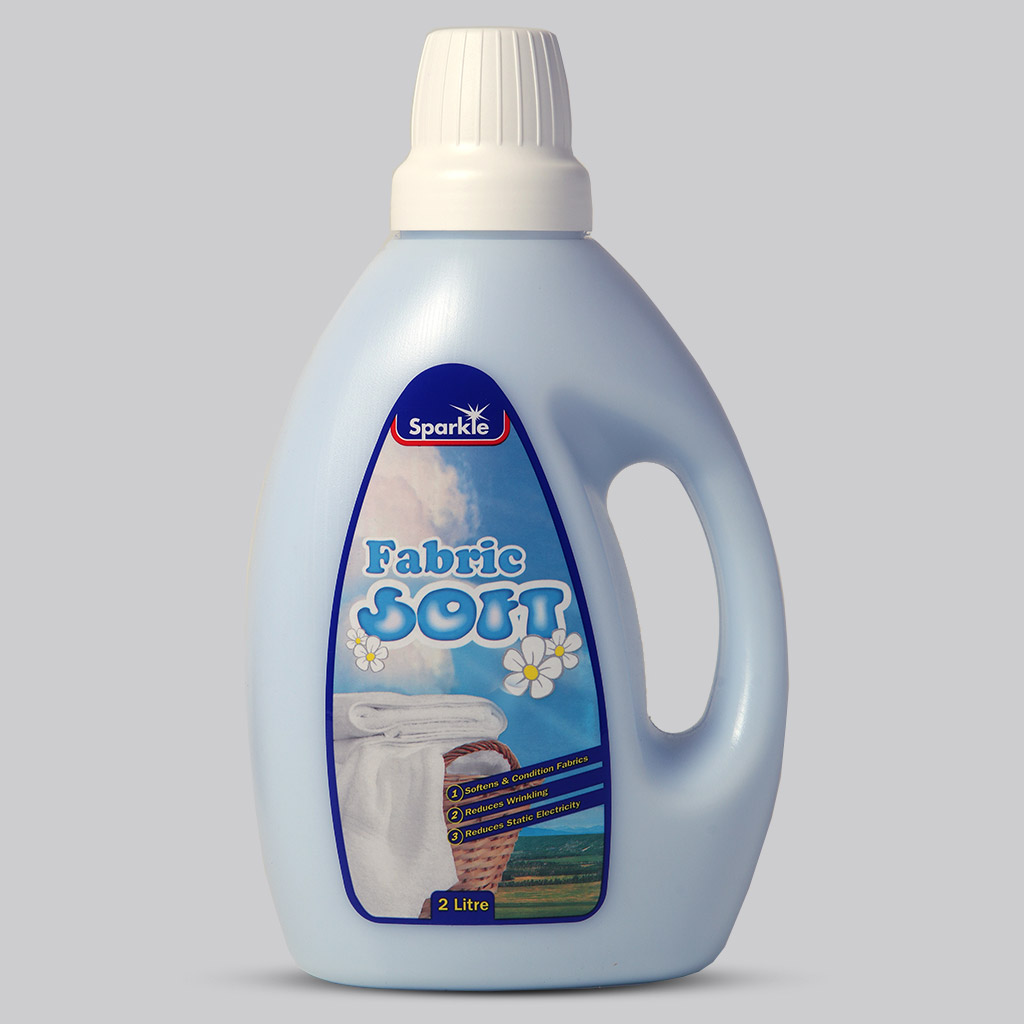 Sparkle
Fabric
SOFT
1 Softens & Condition Fabrics
2 Reduces Wrinkling
3 Reduces Static Electricity
2 Litre